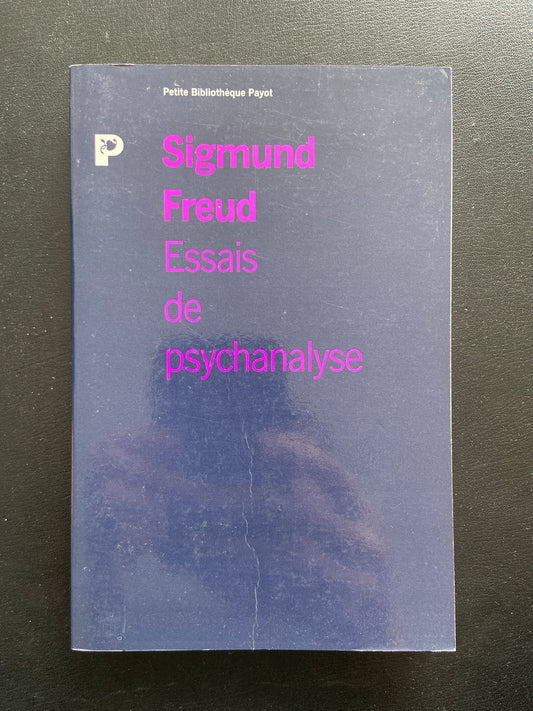 Petite Bibliothèque Payot
P
Sigmund
Freud
Essais
de
psychanalyse